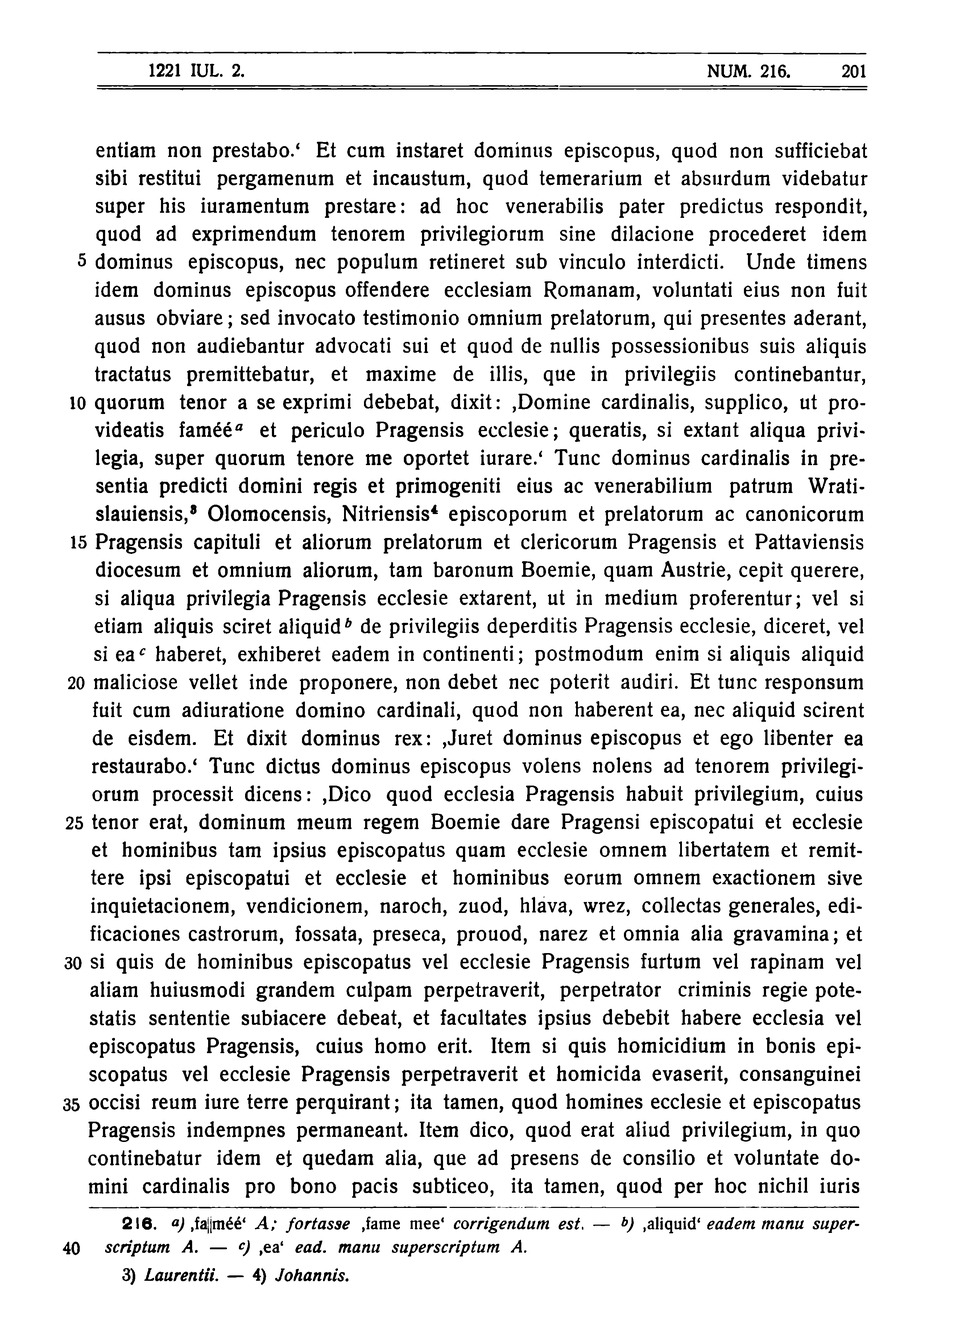 1221 IUL. 2. NUM. 216. 201
entiam non prestabo.‘ Et cum instaret dominus episcopus, quod non sufficiebat
sibi restitui pergamenum et incaustum, quod temerarium et absurdum videbatur
super his iuramentum prestare: ad hoc venerabilis pater predictus respondit,
quod ad exprimendum tenorem privilegiorum sine dilacione procederet idem
5 dominus episcopus, nec populum retineret sub vinculo interdicti. Unde timens
idem dominus episcopus offendere ecclesiam Romanam, voluntati eius non fuit
ausus obviare; sed invocato testimonio omnium prelatorum, qui presentes aderant,
quod non audiebantur advocati sui et quod de nullis possessionibus suis aliquis
tractatus premittebatur, et maxime de illis, que in privilegiis continebantur,
10 quorum tenor a se exprimi debebat, dixit: ‚Domine cardinalis, supplico, ut pro-
videatis faméé a et periculo Pragensis ecclesie; queratis, si extant aliqua privi-
legia, super quorum tenore me oportet iurare.‘ Tunc dominus cardinalis in pre-
sentia predicti domini regis et primogeniti eius ac venerabilium patrum Wrati-
slauiensis,³ Olomocensis, Nitriensis⁴ episcoporum et prelatorum ac canonicorum
15 Pragensis capituli et aliorum prelatorum et clericorum Pragensis et Pattaviensis
diocesum et omnium aliorum, tam baronum Boemie, quam Austrie, cepit querere,
si aliqua privilegia Pragensis ecclesie extarent, ut in medium proferentur; vel si
etiam aliquis sciret aliquid b de privilegiis deperditis Pragensis ecclesie, diceret, vel
si ea c haberet, exhiberet eadem in continenti; postmodum enim si aliquis aliquid
20 maliciose vellet inde proponere, non debet nec poterit audiri. Et tunc responsum
fuit cum adiuratione domino cardinali, quod non haberent ea, nec aliquid scirent
de eisdem. Et dixit dominus rex: ‚Juret dominus episcopus et ego libenter ea
restaurabo.‘ Tunc dictus dominus episcopus volens nolens ad tenorem privilegi-
orum processit dicens: ‚Dico quod ecclesia Pragensis habuit privilegium, cuius
25 tenor erat, dominum meum regem Boemie dare Pragensi episcopatui et ecclesie
et hominibus tam ipsius episcopatus quam ecclesie omnem libertatem et remit-
tere ipsi episcopatui et ecclesie et hominibus eorum omnem exactionem sive
inquietacionem, vendicionem, naroch, zuod, hlava, wrez, collectas generales, edi-
ficaciones castrorum, fossata, preseca, prouod, narez et omnia alia gravamina; et
30 si quis de hominibus episcopatus vel ecclesie Pragensis furtum vel rapinam vel
aliam huiusmodi grandem culpam perpetraverit, perpetrator criminis regie pote-
statis sententie subiacere debeat, et facultates ipsius debebit habere ecclesia vel
episcopatus Pragensis, cuius homo erit. Item si quis homicidium in bonis epi-
scopatus vel ecclesie Pragensis perpetraverit et homicida evaserit, consanguinei
35 occisi reum iure terre perquirant; ita tamen, quod homines ecclesie et episcopatus
Pragensis indempnes permaneant. Item dico, quod erat aliud privilegium, in quo
continebatur idem et quedam alia, que ad presens de consilio et voluntate do-
mini cardinalis pro bono pacis subticeo, ita tamen, quod per hoc nichil iuris
216. a) ‚fa||méé‘ A; fortasse ‚fame mee‘ corrigendum est. — b) ‚aliquid‘ eadem manu super-
40 scriptum A. — c) ‚ea‘ ead. manu superscriptum A.
3) Laurentii. — 4) Johannis.